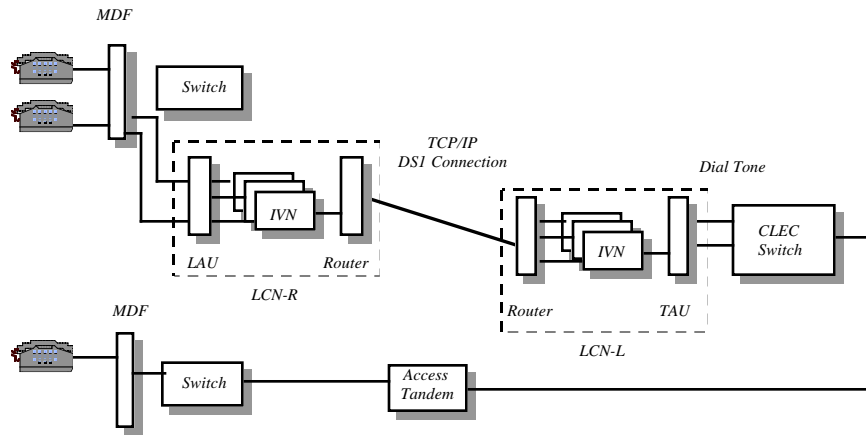 MDF
Switch
TCP/IP
DS1 Connection
Dial Tone
IVN
CLEC
Switch
IVN
LAU
Router
LCN-R
Router
TAU
MDF
LCN-L
Switch
Access
Tandem